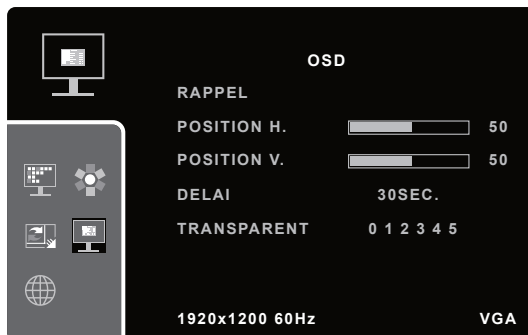 OSD
RAPPEL
POSITION H. 50
POSITION V. 50
DELAI 30SEC.
TRANSPARENT 0 1 2 3 4 5
1920x1200 60Hz VGA